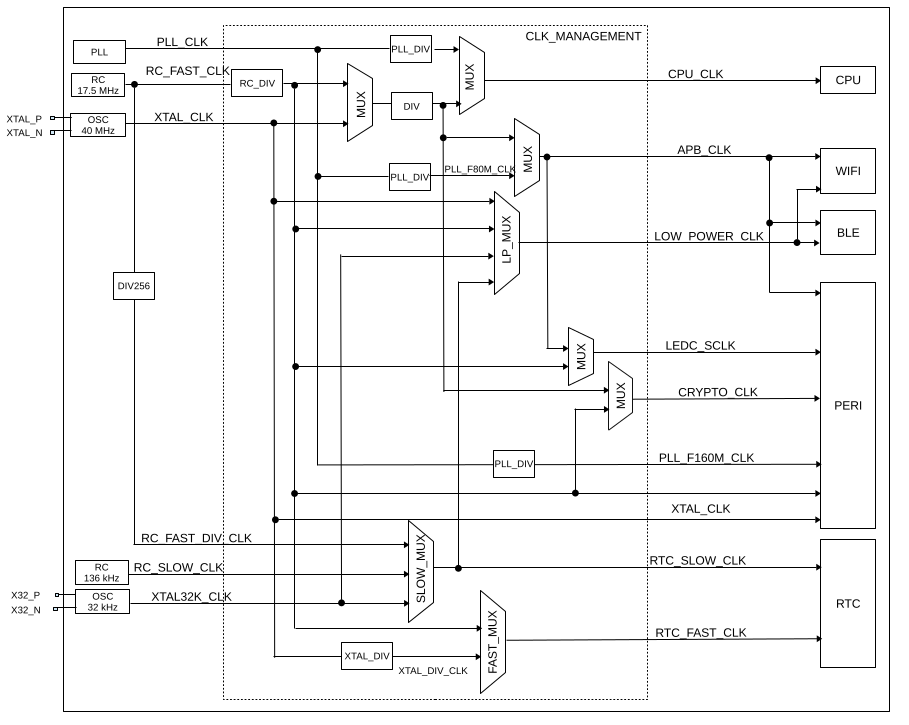 CLK_MANAGEMENT
PLL
PLL_CLK
PLL_DIV
MUX
CPU_CLK
CPU
RC
17.5 MHz
RC_FAST_CLK
RC_DIV
MUX
DIV
XTAL_P
XTAL_N
OSC
40 MHz
XTAL_CLK
MUX
APB_CLK
WIFI
PLL_DIV
PLL_F80M_CLK
LP_MUX
LOW_POWER_CLK
BLE
DIV256
MUX
LEDC_SCLK
MUX
CRYPTO_CLK
PERI
PLL_DIV
PLL_F160M_CLK
XTAL_CLK
RC_FAST_DIV_CLK
SLOW_MUX
RTC_SLOW_CLK
RC
136 kHz
RC_SLOW_CLK
X32_P
X32_N
OSC
32 kHz
XTAL32K_CLK
RTC
FAST_MUX
RTC_FAST_CLK
XTAL_DIV
XTAL_DIV_CLK